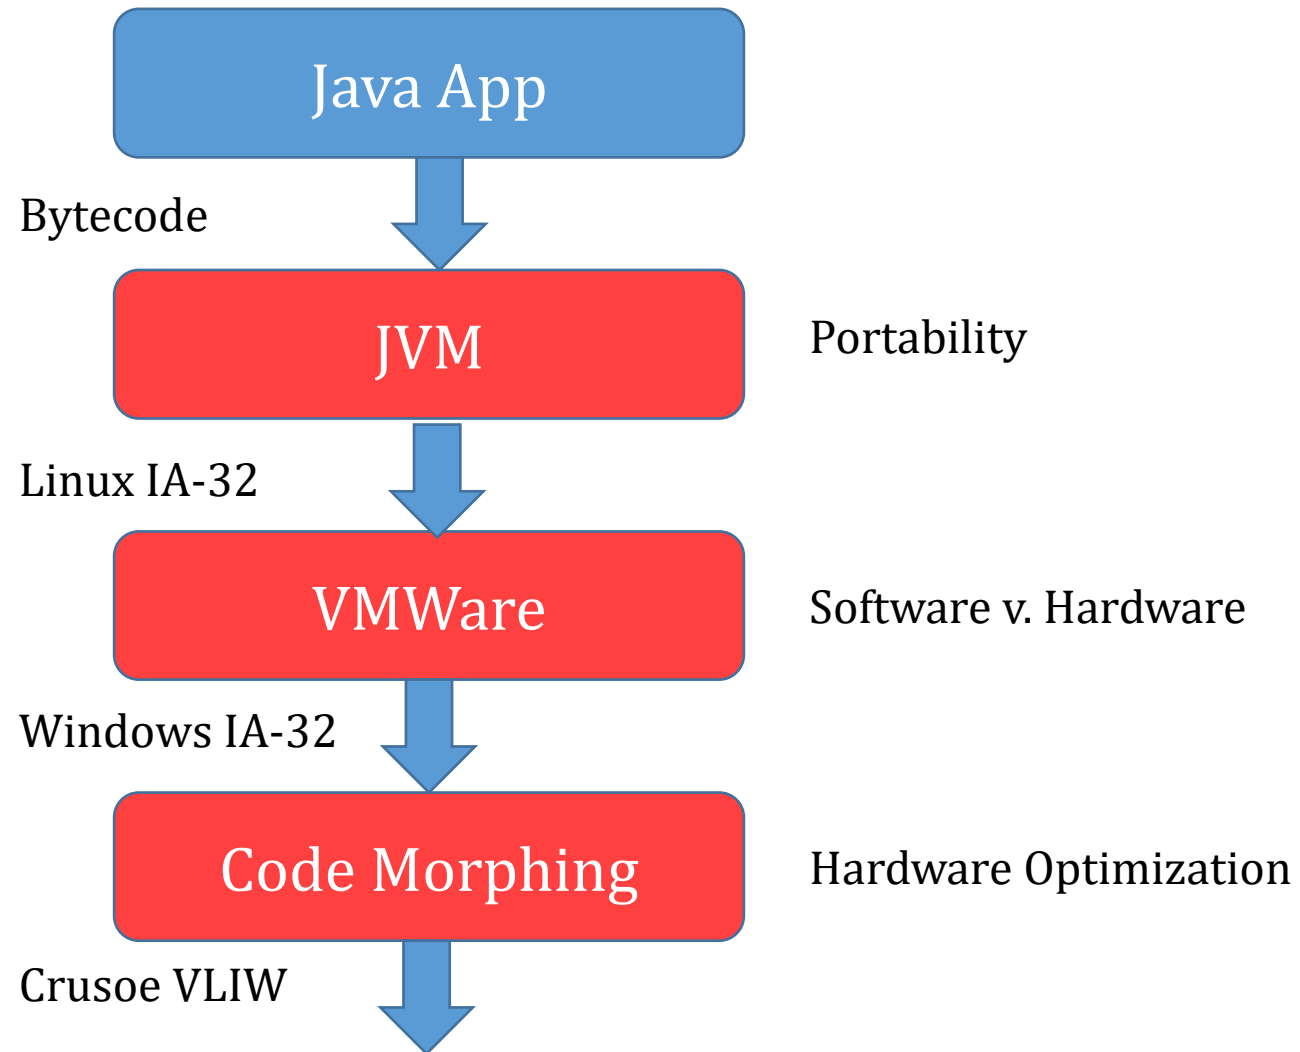 Java App
Bytecode
JVM
Portability
Linux IA-32
VMWare
Software v. Hardware
Windows IA-32
Code Morphing
Hardware Optimization
Crusoe VLIW